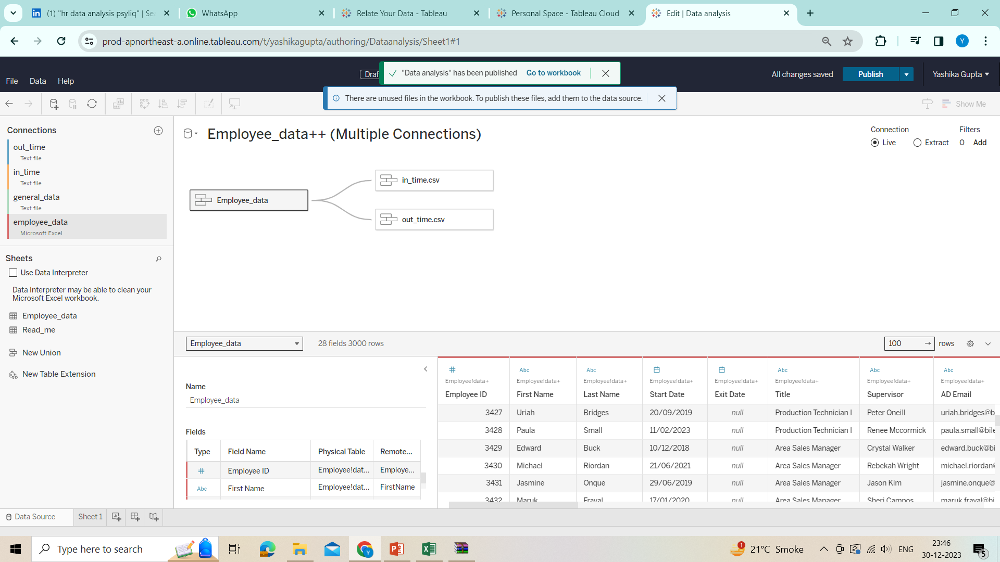 (1) "hr data analysis psyliq" | Sea
WhatsApp
Relate Your Data - Tableau
Personal Space - Tableau Cloud
Edit | Data analysis
prod-apnortheast-a.online.tableau.com/t/yashikagupta/authoring/Dataanalysis/Sheet1#1
Y
File
Data
Help
Draf
"Data analysis" has been published
Go to workbook
All changes saved
Publish
Yashika Gupta
There are unused files in the workbook. To publish these files, add them to the data source.
Show Me
Connections
out_time
Text file
in_time
Text file
general_data
Text file
employee_data
Microsoft Excel
Sheets
Use Data Interpreter
Data Interpreter may be able to clean your
Microsoft Excel workbook.
Employee_data
Read_me
New Union
New Table Extension
Employee_data++ (Multiple Connections)
Connection
Live
Extract
Filters
0
Add
Employee_data
in_time.csv
out_time.csv
Employee_data
28 fields 3000 rows
100
rows
Name
Employee_data
Fields
Type Field Name Physical Table Remote...
Employee ID Employee!dat... Employe...
Abc First Name Employee!dat... FirstName
Abc Abc Abc Abc Abc
Employee!data+ Employee!data+ Employee!data+ Employee!data+ Employee!data+ Employee!data+ Employee!data+ Employee!data+
Employee ID First Name Last Name Start Date Exit Date Title Supervisor AD Email
3427 Uriah Bridges 20/09/2019 null Production Technician I Peter Oneill uriah.bridges@b
3428 Paula Small 11/02/2023 null Production Technician I Renee Mccormick paula.small@bile
3429 Edward Buck 10/12/2018 null Area Sales Manager Crystal Walker edward.buck@bi
3430 Michael Riordan 21/06/2021 null Area Sales Manager Rebekah Wright michael.riordan
3431 Jasmine Onque 29/06/2019 null Area Sales Manager Jason Kim jasmine.onque@
3432 Maruk Fraval 17/01/2020 null Area Sales Manager Sheri Campos maruk.fraval@bi
Data Source
Sheet 1
Type here to search
Y
1
21°C Smoke
ENG
23:46
30-12-2023
5